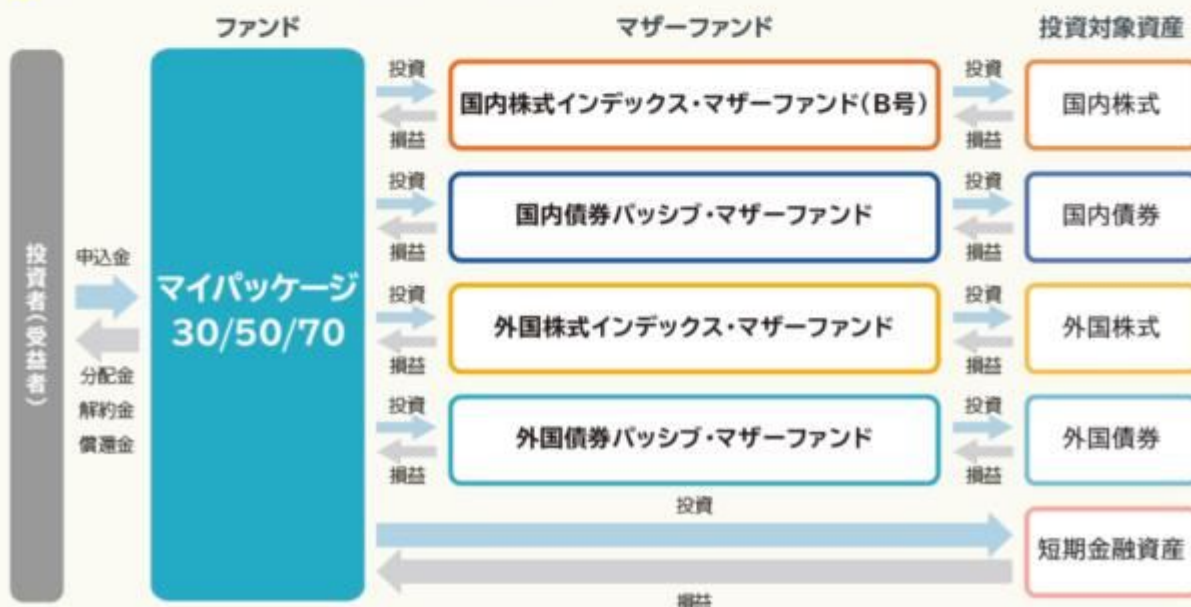 ファンド
マザーファンド
投資対象資産
投資者(受益者)
申込金
分配金
解約金
償還金
マイパッケージ
30/50/70
投資
損益
国内株式インデックス・マザーファンド(B号)
投資
損益
国内株式
投資
損益
国内債券パッシブ・マザーファンド
投資
損益
国内債券
投資
損益
外国株式インデックス・マザーファンド
投資
損益
外国株式
投資
損益
外国債券パッシブ・マザーファンド
投資
損益
外国債券
投資
損益
短期金融資産